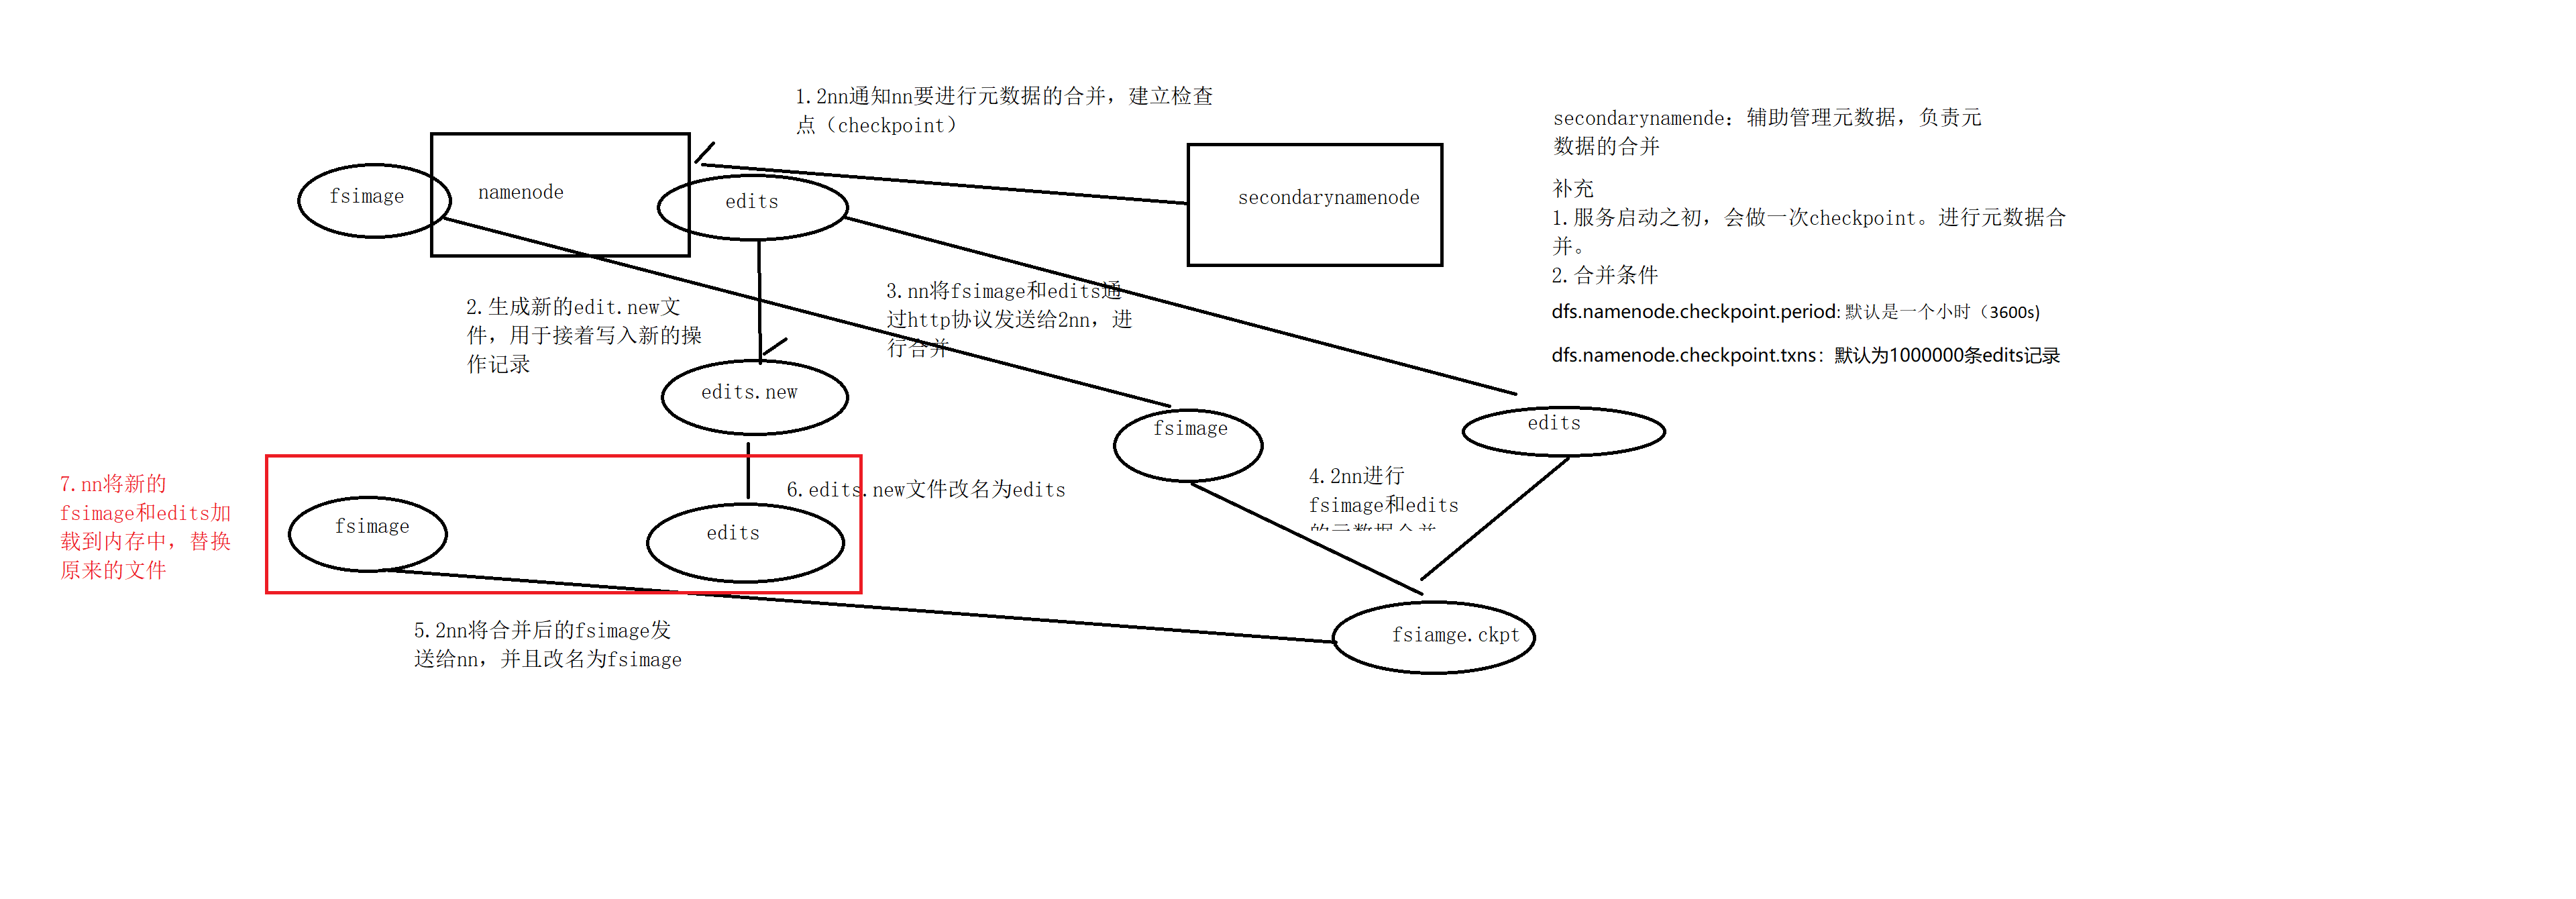 1.2nn通知nn要进行元数据的合并，建立检查
点（checkpoint）
secondarynamende：辅助管理元数据，负责元
数据的合并
fsimage
namenode
edits
secondarynamenode
补充
1.服务启动之初，会做一次checkpoint。进行元数据合
并。
2.合并条件
dfs.namenode.checkpoint.period: 默认是一个小时（3600s)
dfs.namenode.checkpoint.txns：默认为1000000条edits记录
2.生成新的edit.new文
件，用于接着写入新的操
作记录
3.nn将fsimage和edits通
过http协议发送给2nn，进
行合并
edits.new
fsimage
edits
7.nn将新的
fsimage和edits加
载到内存中，替换
原来的文件
6.edits.new文件改名为edits
fsimage
edits
4.2nn进行
fsimage和edits
的元数据合并
5.2nn将合并后的fsimage发
送给nn，并且改名为fsimage
fsiamge.ckpt